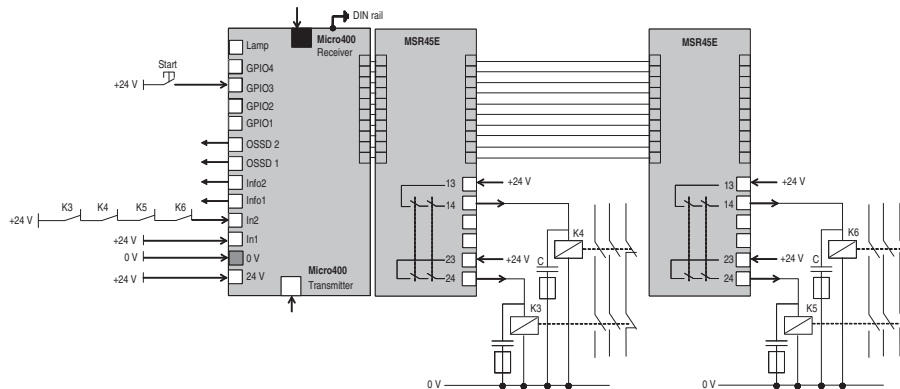 DIN rail
Micro400
Receiver
MSR45E
MSR45E
Lamp
GPIO4
Start
+24 V
GPIO3
GPIO2
GPIO1
OSSD 2
OSSD 1
Info2
Info1
+24 V
K3
K4
K5
K6
In2
+24 V
In1
0 V
0 V
+24 V
24 V
Micro400
Transmitter
13
+24 V
14
K4
23
+24 V
C
24
K3
0 V
13
+24 V
14
K6
23
+24 V
C
24
K5
0 V